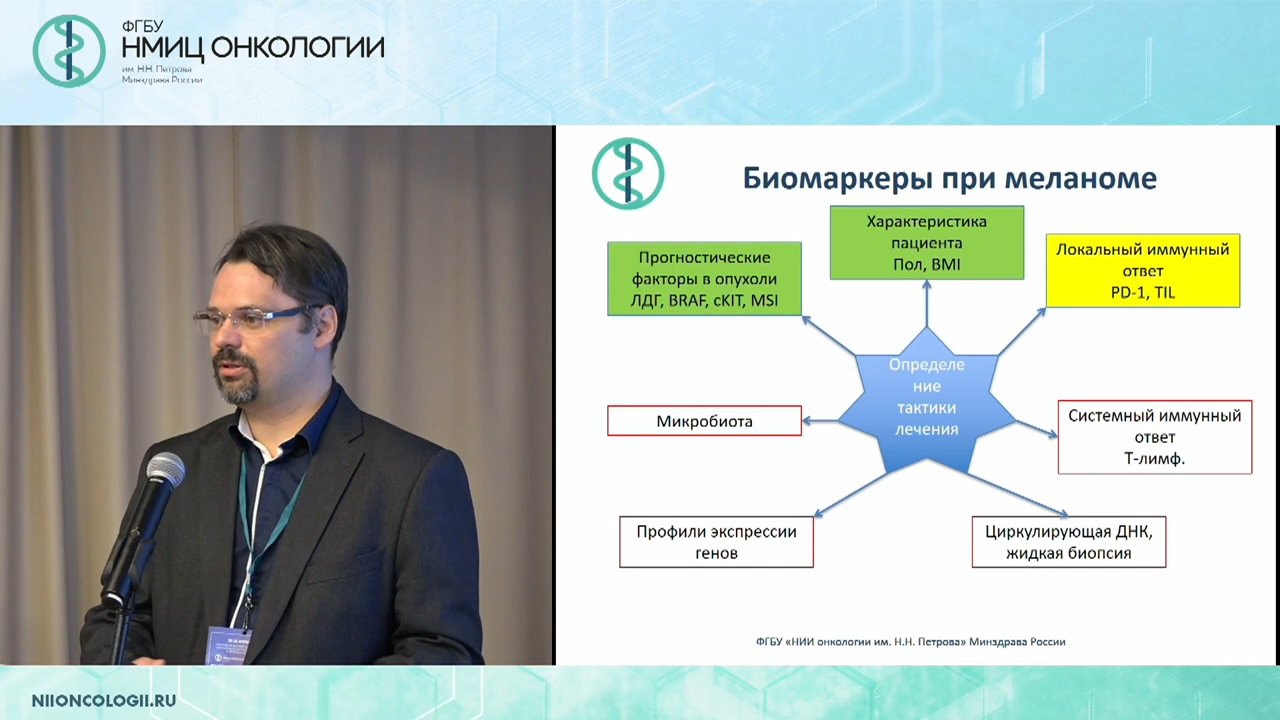 ФГБУ
НМИЦ ОНКОЛОГИИ
им. Н.Н. Петрова
Минздрава России
Биомаркеры при меланоме
Характеристика
пациента
Пол, BMI
Прогностические
факторы в опухоли
ЛДГ, BRAF, cKIT, MSI
Локальный иммунный
ответ
PD-1, TIL
Определе
ние
тактики
лечения
Микробиота
Системный иммунный
ответ
Т-лимф.
Профили экспрессии
генов
Циркулирующая ДНК,
жидкая биопсия
ФГБУ «НИИ онкологии им. Н.Н. Петрова» Минздрава России
NIIONCOLOGII.RU